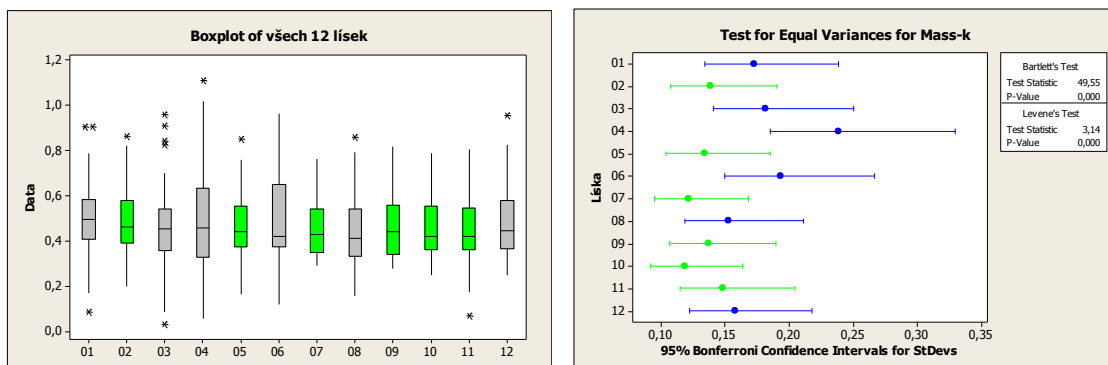 Boxplot of všech 12 lísek
1,2
1,0
0,8
0,6
0,4
0,2
0,0
Data
01 02 03 04 05 06 07 08 09 10 11 12
Test for Equal Variances for Mass-k
Líska
01
02
03
04
05
06
07
08
09
10
11
12
0,10 0,15 0,20 0,25 0,30 0,35
95% Bonferroni Confidence Intervals for StDevs
Bartlett's Test
Test Statistic 49,55
P-Value 0,000
Levene's Test
Test Statistic 3,14
P-Value 0,000